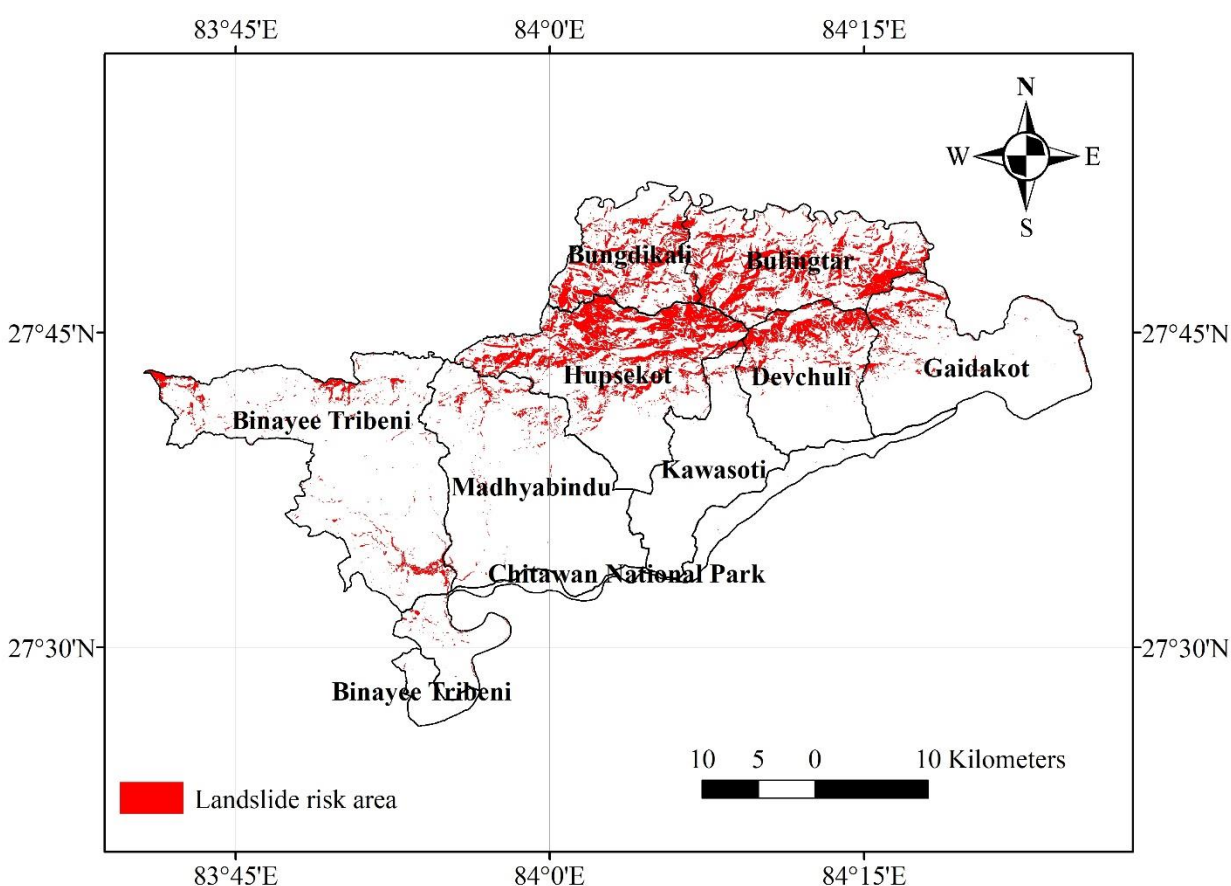 83°45'E 84°0'E 84°15'E
N
W E
S
Bungdikali Bulingtar
27°45'N 27°45'N
Hupsekot Devchuli Gaidakot
Binayee Tribeni
Kawasoti
Madhyabindu
Chitawan National Park
27°30'N 27°30'N
Binayee Tribeni
10 5 0 10 Kilometers
Landslide risk area
83°45'E 84°0'E 84°15'E